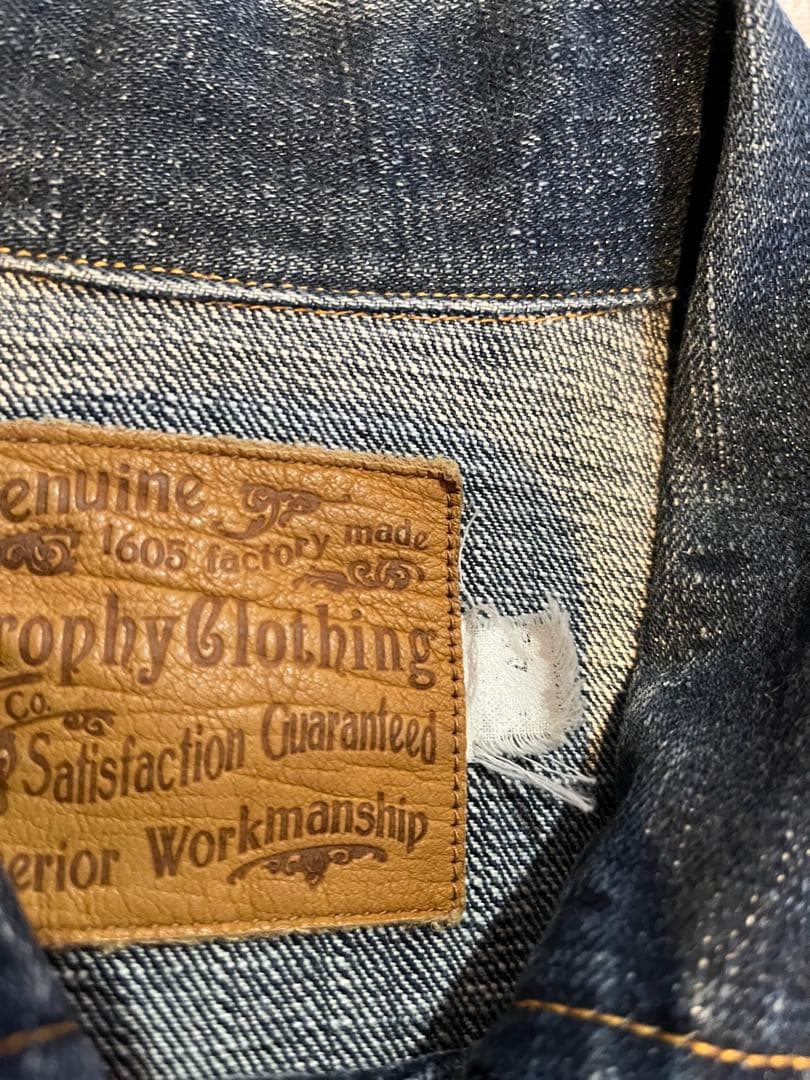 enuine
1605 factory made
rophy Clothing
Co.
Satisfaction Guaranteed
erior Workmanship